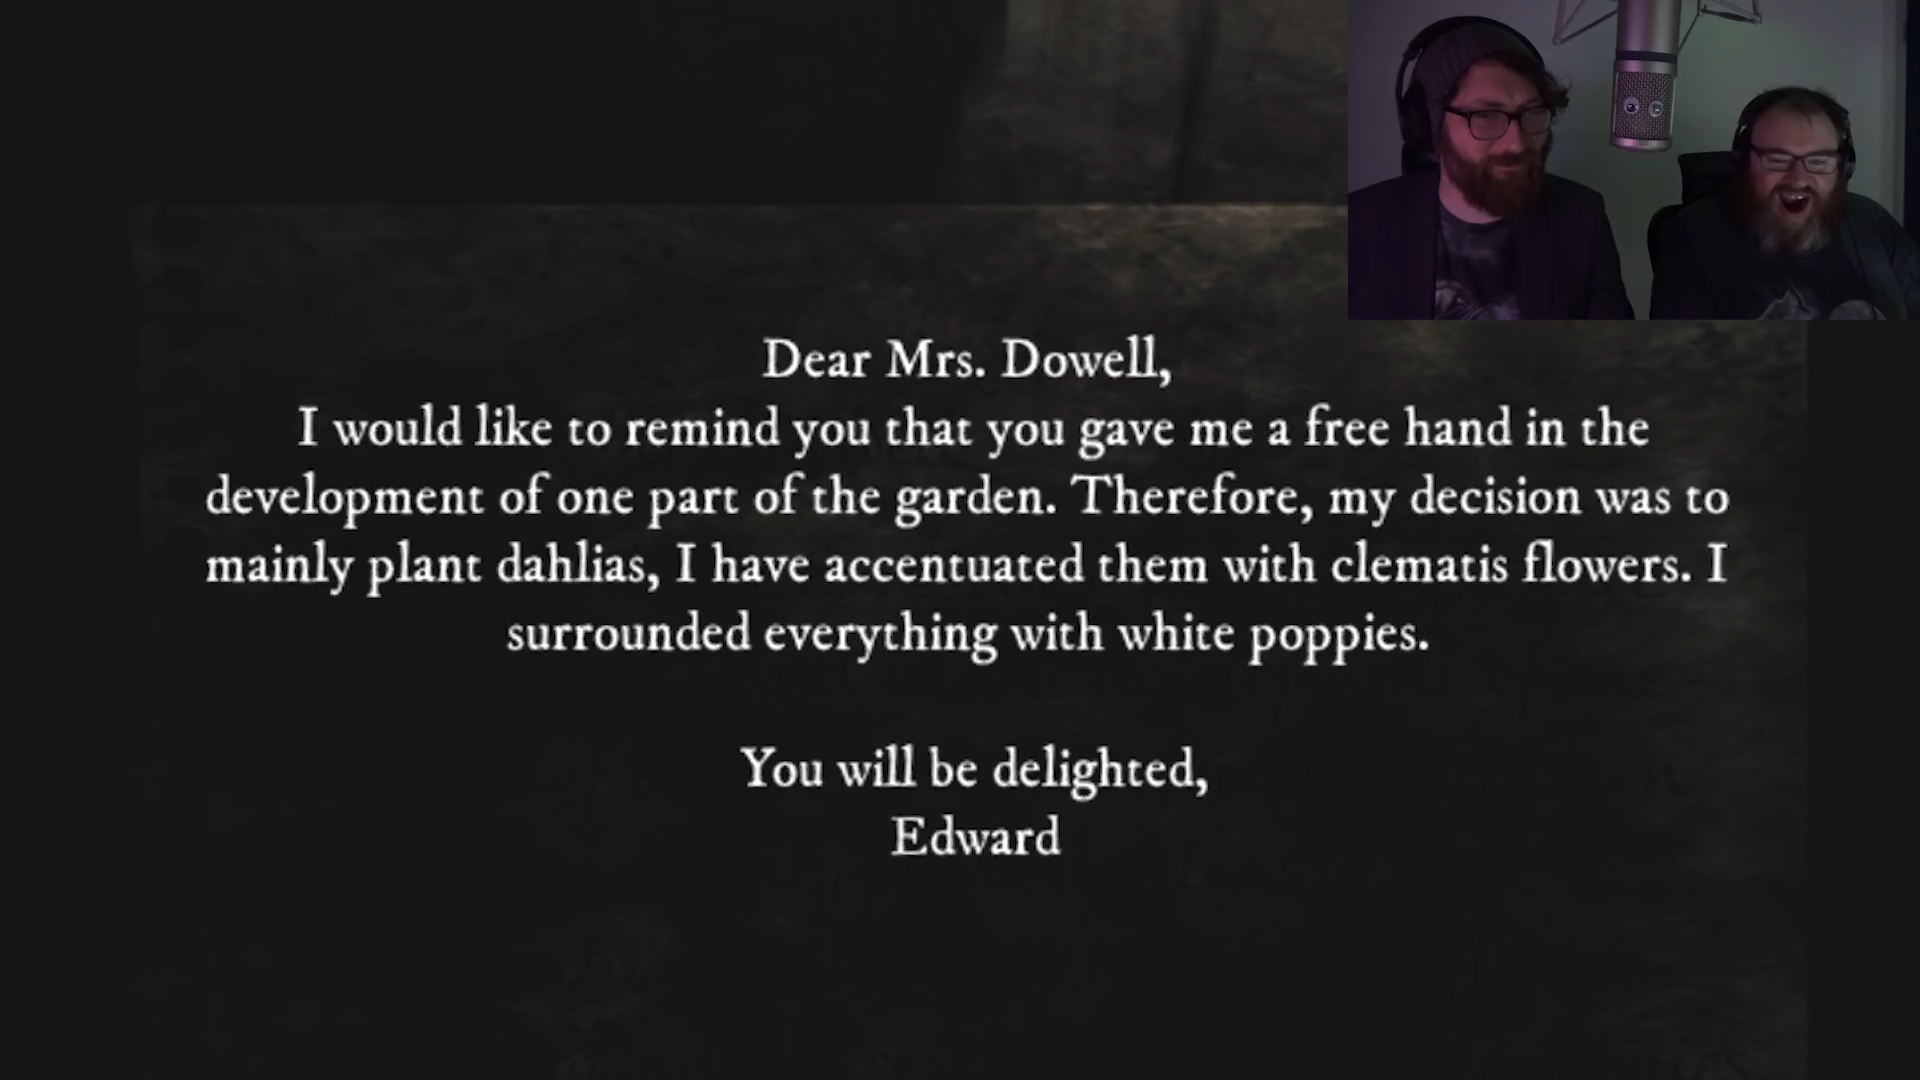 Dear Mrs. Dowell,
I would like to remind you that you gave me a free hand in the
development of one part of the garden. Therefore, my decision was to
mainly plant dahlias, I have accentuated them with clematis flowers. I
surrounded everything with white poppies.
You will be delighted,
Edward